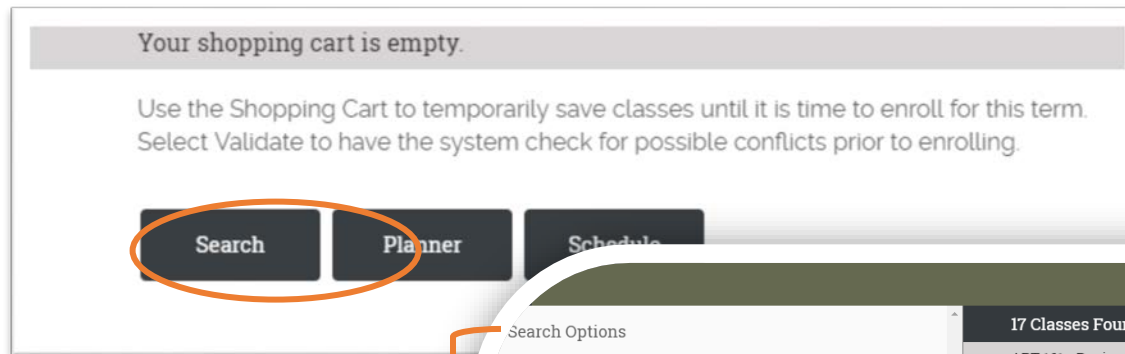 Your shopping cart is empty.
Use the Shopping Cart to temporarily save classes until it is time to enroll for this term.
Select Validate to have the system check for possible conflicts prior to enrolling.
Search Planner Schedule
Search Options
17 Classes Foun